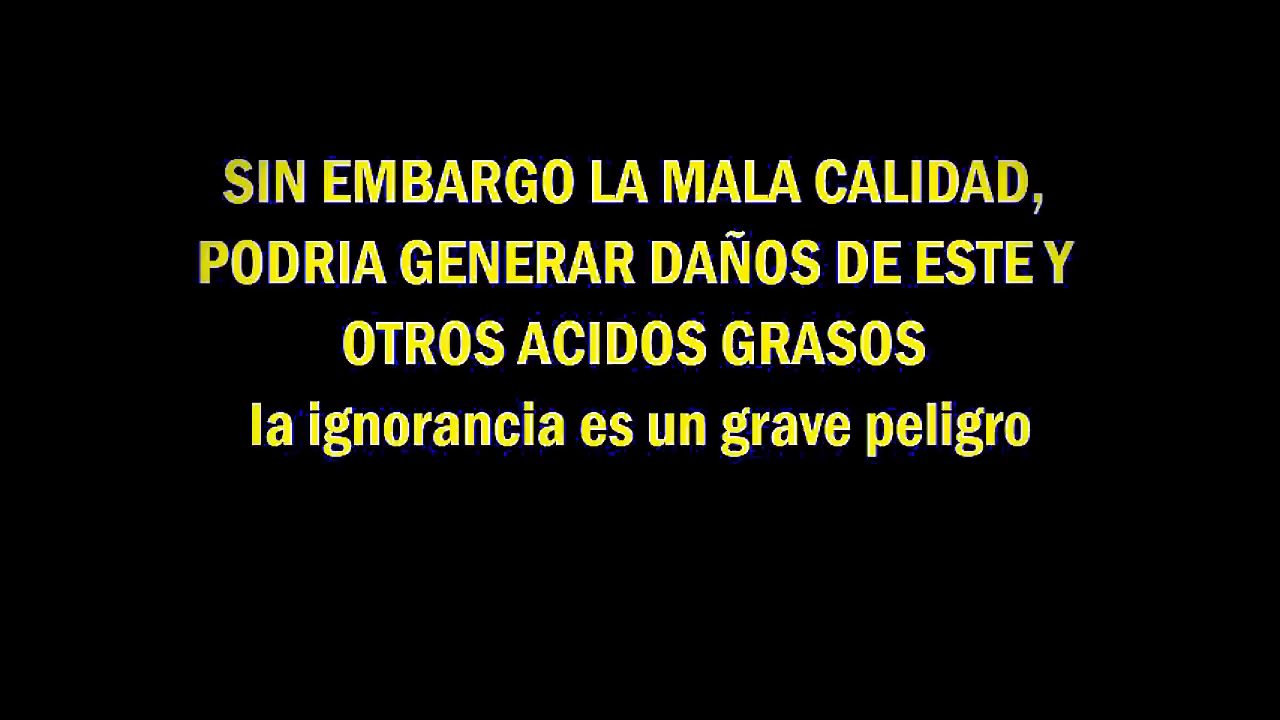 SIN EMBARGO LA MALA CALIDAD,
PODRIA GENERAR DAÑOS DE ESTE Y
OTROS ACIDOS GRASOS
la ignorancia es un grave peligro